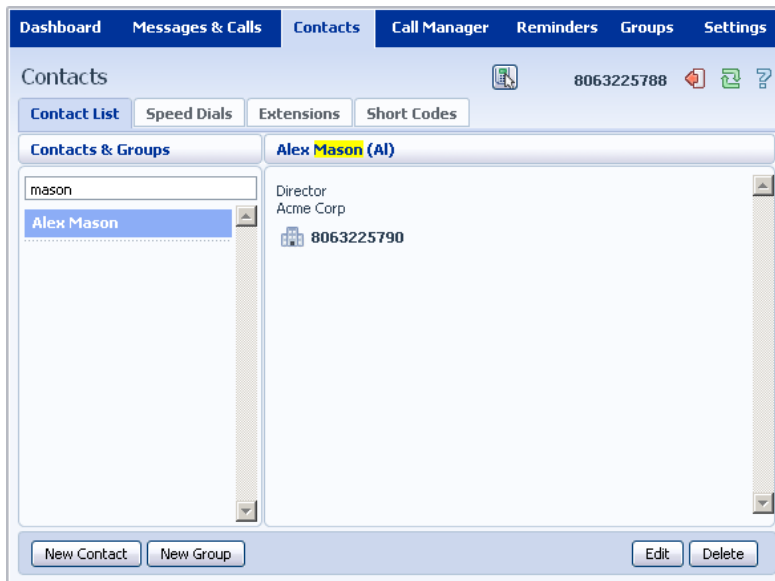 Dashboard Messages & Calls Contacts Call Manager Reminders Groups Settings
Contacts 8063225788 ?
Contact List Speed Dials Extensions Short Codes
Contacts & Groups Alex Mason (Al)
mason
Alex Mason
Director
Acme Corp
8063225790
New Contact New Group Edit Delete